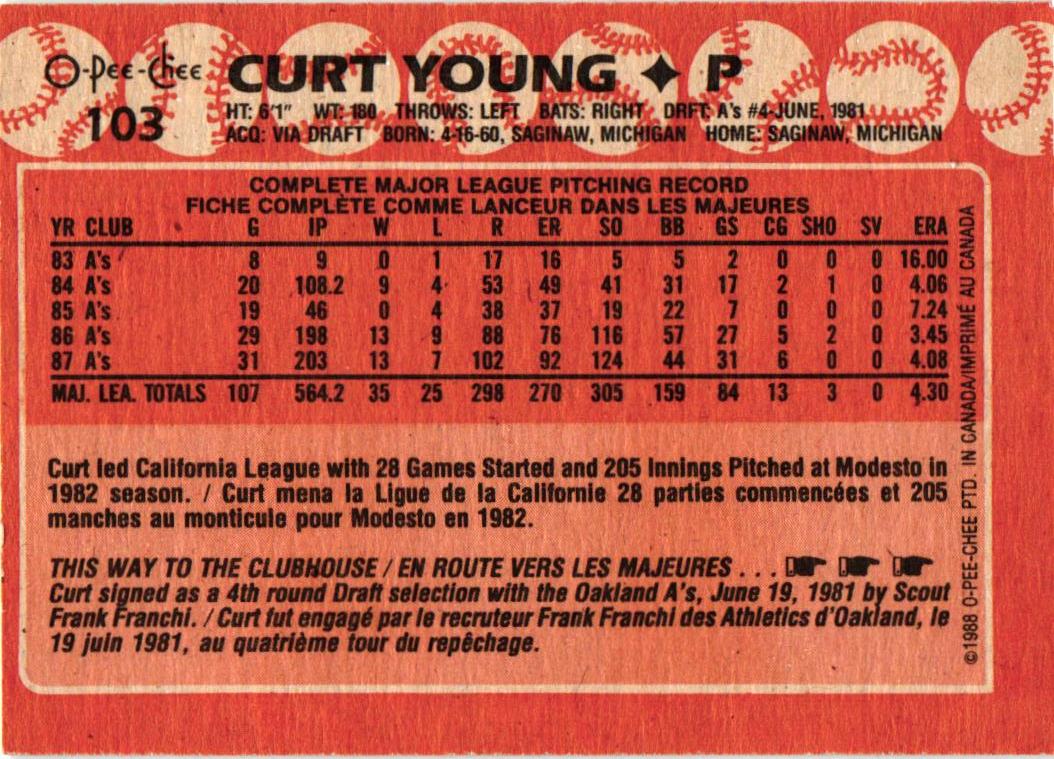 O-Pee-Chee CURT YOUNG ✦ P
103
HT: 6'1" WT: 180 THROWS: LEFT BATS: RIGHT DRFT: A's #4-JUNE, 1981
ACQ: VIA DRAFT BORN: 4-16-60, SAGINAW, MICHIGAN HOME: SAGINAW, MICHIGAN
COMPLETE MAJOR LEAGUE PITCHING RECORD
FICHE COMPLÈTE COMME LANCEUR DANS LES MAJEURES
YR CLUB G IP W L R ER SO BB GS CG SHO SV ERA
83 A's 8 9 0 1 17 16 5 5 2 0 0 0 16.00
84 A's 20 108.2 9 4 53 49 41 31 17 2 1 0 4.06
85 A's 19 46 0 4 38 37 19 22 7 0 0 0 7.24
86 A's 29 198 13 9 88 76 116 57 27 5 2 0 3.45
87 A's 31 203 13 7 102 92 124 44 31 6 0 0 4.08
MAJ. LEA. TOTALS 107 564.2 35 25 298 270 305 159 84 13 3 0 4.30
Curt led California League with 28 Games Started and 205 Innings Pitched at Modesto in
1982 season. / Curt mena la Ligue de la Californie 28 parties commencées et 205
manches au monticule pour Modesto en 1982.
THIS WAY TO THE CLUBHOUSE / EN ROUTE VERS LES MAJEURES . . .
Curt signed as a 4th round Draft selection with the Oakland A's, June 19, 1981 by Scout
Frank Franchi. / Curt fut engagé par le recruteur Frank Franchi des Athletics d'Oakland, le
19 juin 1981, au quatrième tour du repêchage.
©1988 O-PEE-CHEE PTD. IN CANADA/IMPRIMÉ AU CANADA